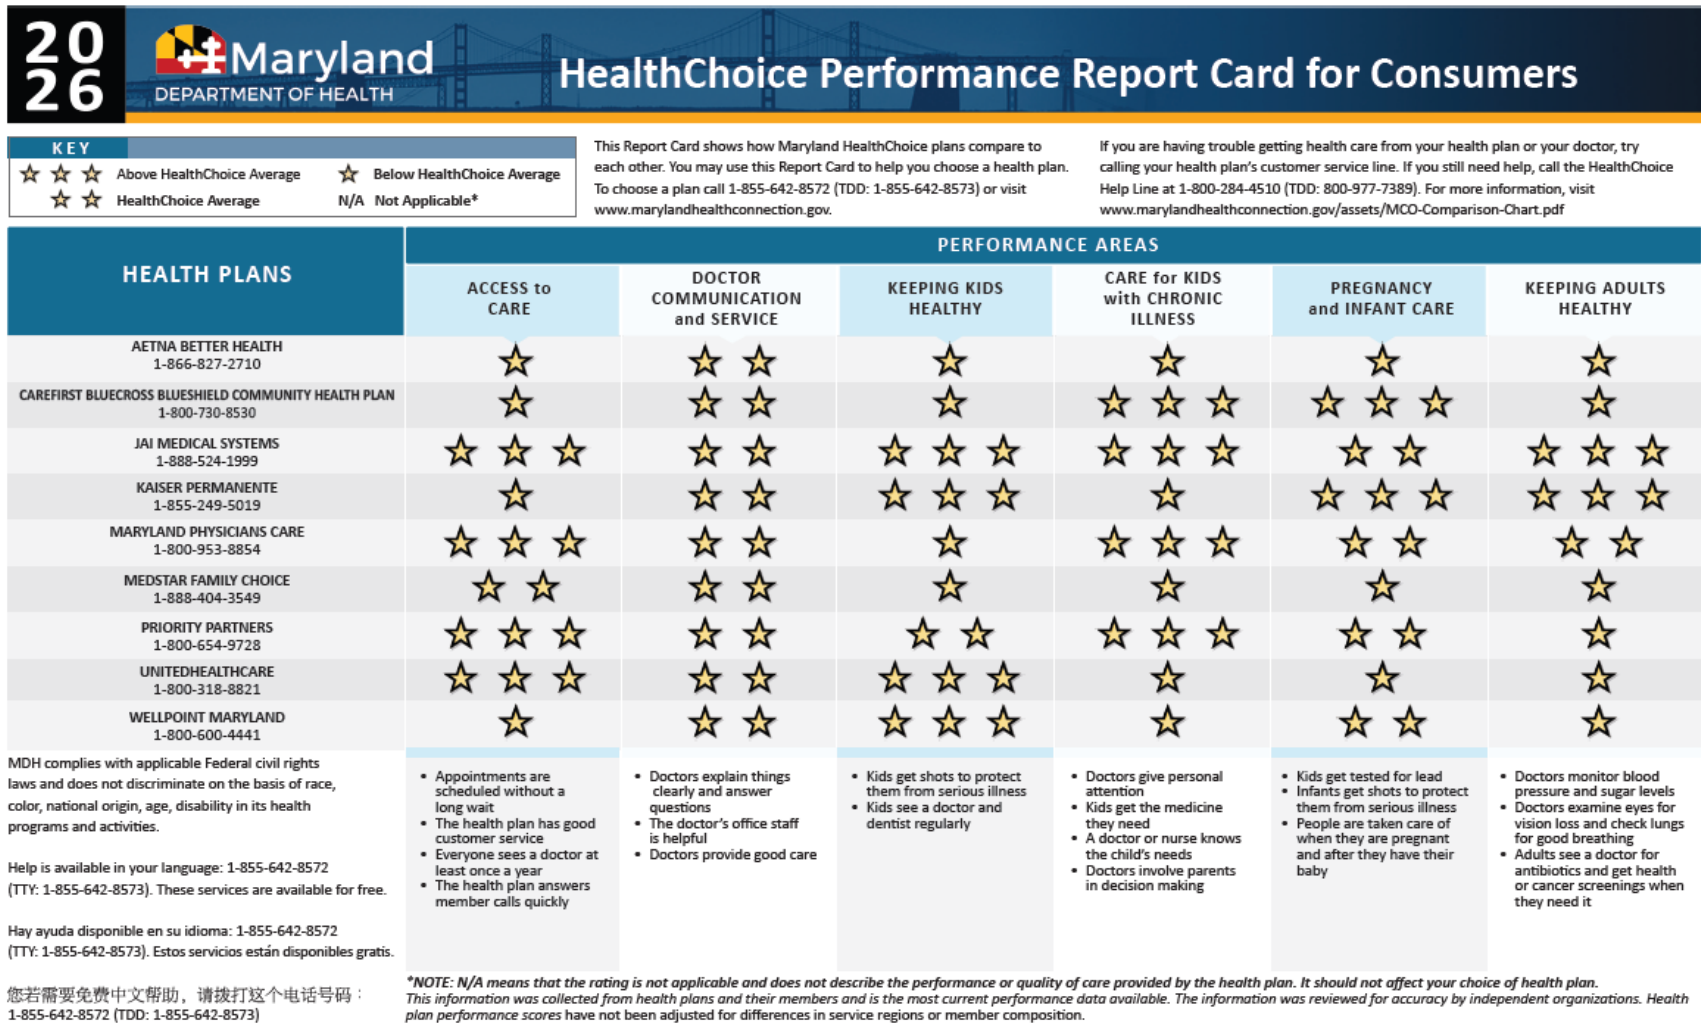 20
26
Maryland
DEPARTMENT OF HEALTH
HealthChoice Performance Report Card for Consumers
KEY
Above HealthChoice Average
Below HealthChoice Average
HealthChoice Average
N/A Not Applicable*
This Report Card shows how Maryland HealthChoice plans compare to
each other. You may use this Report Card to help you choose a health plan.
To choose a plan call 1-855-642-8572 (TDD: 1-855-642-8573) or visit
www.marylandhealthconnection.gov.
If you are having trouble getting health care from your health plan or your doctor, try
calling your health plan's customer service line. If you still need help, call the HealthChoice
Help Line at 1-800-284-4510 (TDD: 800-977-7389). For more information, visit
www.marylandhealthconnection.gov/assets/MCO-Comparison-Chart.pdf
HEALTH PLANS
PERFORMANCE AREAS
ACCESS to
CARE
DOCTOR
COMMUNICATION
and SERVICE
KEEPING KIDS
HEALTHY
CARE for KIDS
with CHRONIC
ILLNESS
PREGNANCY
and INFANT CARE
KEEPING ADULTS
HEALTHY
AETNA BETTER HEALTH
1-866-827-2710
CAREFIRST BLUECROSS BLUESHIELD COMMUNITY HEALTH PLAN
1-800-730-8530
JAI MEDICAL SYSTEMS
1-888-524-1999
KAISER PERMANENTE
1-855-249-5019
MARYLAND PHYSICIANS CARE
1-800-953-8854
MEDSTAR FAMILY CHOICE
1-888-404-3549
PRIORITY PARTNERS
1-800-654-9728
UNITEDHEALTHCARE
1-800-318-8821
WELLPOINT MARYLAND
1-800-600-4441
MDH complies with applicable Federal civil rights
laws and does not discriminate on the basis of race,
color, national origin, age, disability in its health
programs and activities.
Help is available in your language: 1-855-642-8572
(TTY: 1-855-642-8573). These services are available for free.
Hay ayuda disponible en su idioma: 1-855-642-8572
(TTY: 1-855-642-8573). Estos servicios están disponibles gratis.
您若需要免费中文帮助，请拨打这个电话号码：
1-855-642-8572 (TDD: 1-855-642-8573)
• Appointments are
scheduled without a
long wait
• The health plan has good
customer service
• Everyone sees a doctor at
least once a year
• The health plan answers
member calls quickly
• Doctors explain things
clearly and answer
questions
• The doctor's office staff
is helpful
• Doctors provide good care
• Kids get shots to protect
them from serious illness
• Kids see a doctor and
dentist regularly
• Doctors give personal
attention
• Kids get the medicine
they need
• A doctor or nurse knows
the child's needs
• Doctors involve parents
in decision making
• Kids get tested for lead
• Infants get shots to protect
them from serious illness
• People are taken care of
when they are pregnant
and after they have their
baby
• Doctors monitor blood
pressure and sugar levels
• Doctors examine eyes for
vision loss and check lungs
for good breathing
• Adults see a doctor for
antibiotics and get health
or cancer screenings when
they need it
*NOTE: N/A means that the rating is not applicable and does not describe the performance or quality of care provided by the health plan. It should not affect your choice of health plan.
This information was collected from health plans and their members and is the most current performance data available. The information was reviewed for accuracy by independent organizations. Health
plan performance scores have not been adjusted for differences in service regions or member composition.